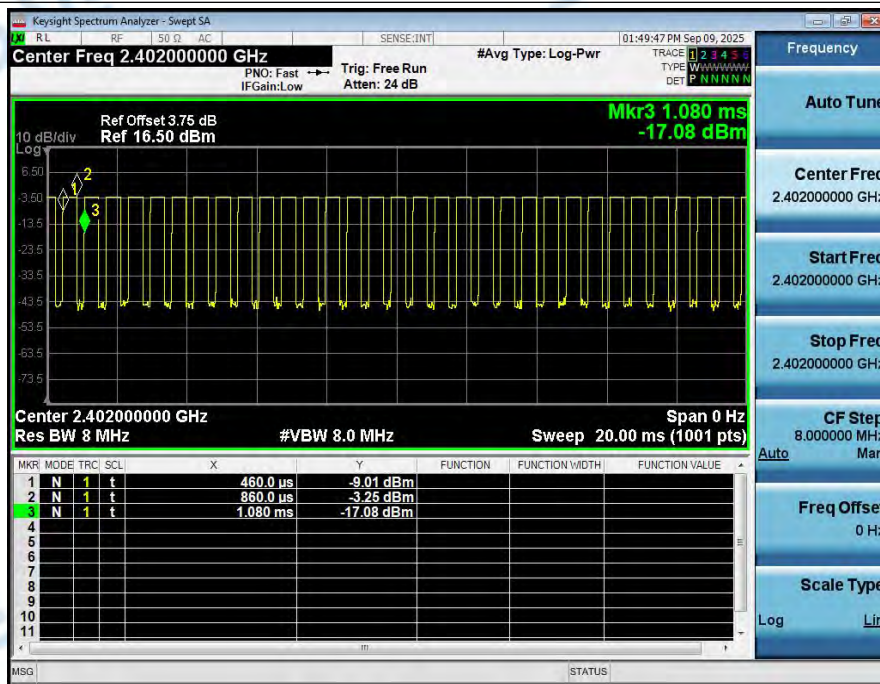 Keysight Spectrum Analyzer - Swept SA
LXI RL RF 50 Ω AC SENSE:INT 01:49:47 PM Sep 09, 2025
Center Freq 2.402000000 GHz #Avg Type: Log-Pwr TRACE 1 2 3 4 5 6
PNO: Fast Trig: Free Run TYPE WWWWWW
IFGain:Low Atten: 24 dB DET P N N N N N
Frequency
Mkr3 1.080 ms
-17.08 dBm
Ref Offset 3.75 dB
10 dB/div Ref 16.50 dBm
Log
6.50
-3.50
-13.5
-23.5
-33.5
-43.5
-53.5
-63.5
-73.5
1
2
3
Center 2.402000000 GHz Span 0 Hz
Res BW 8 MHz #VBW 8.0 MHz Sweep 20.00 ms (1001 pts)
MKR MODE TRC SCL X Y FUNCTION FUNCTION WIDTH FUNCTION VALUE
1 N 1 t 460.0 µs -9.01 dBm
2 N 1 t 860.0 µs -3.25 dBm
3 N 1 t 1.080 ms -17.08 dBm
4
5
6
7
8
9
10
11
MSG STATUS
Auto Tune
Center Freq
2.402000000 GHz
Start Freq
2.402000000 GHz
Stop Freq
2.402000000 GHz
CF Step
8.000000 MHz
Auto Man
Freq Offset
0 Hz
Scale Type
Log Lin